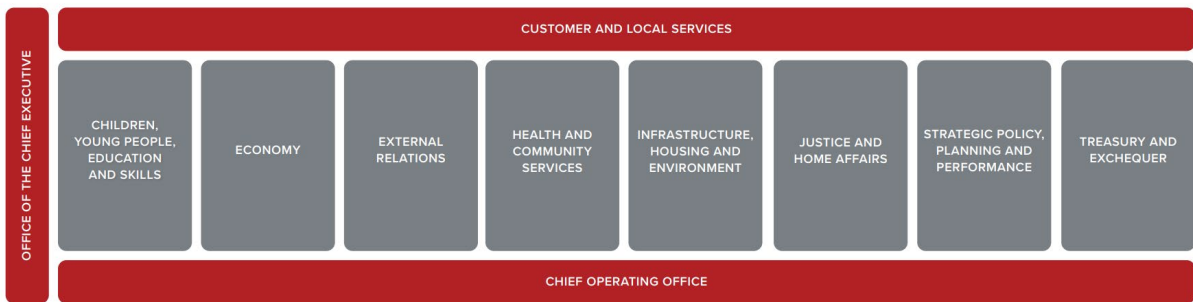 OFFICE OF THE CHIEF EXECUTIVE
CUSTOMER AND LOCAL SERVICES
CHILDREN,
YOUNG PEOPLE,
EDUCATION
AND SKILLS
ECONOMY
EXTERNAL
RELATIONS
HEALTH AND
COMMUNITY
SERVICES
INFRASTRUCTURE,
HOUSING AND
ENVIRONMENT
JUSTICE AND
HOME AFFAIRS
STRATEGIC POLICY,
PLANNING AND
PERFORMANCE
TREASURY AND
EXCHEQUER
CHIEF OPERATING OFFICE